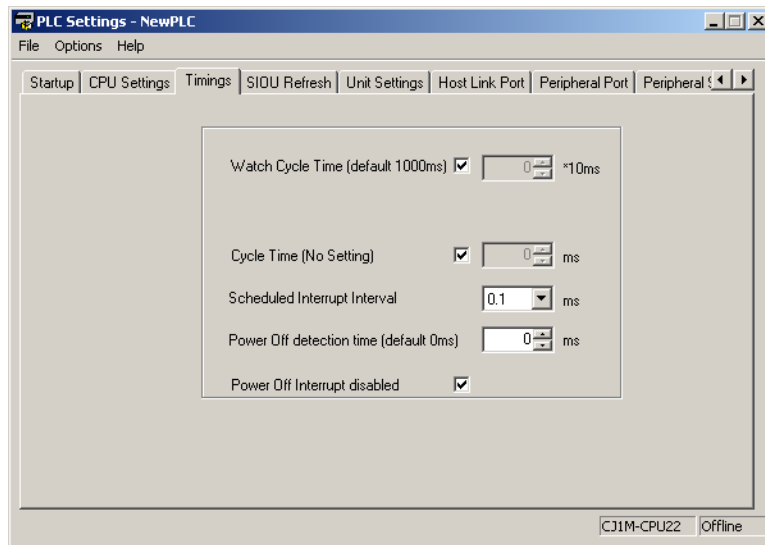 PLC Settings - NewPLC
File Options Help
Startup CPU Settings Timings SIOU Refresh Unit Settings Host Link Port Peripheral Port Peripheral
Watch Cycle Time (default 1000ms) 0 *10ms
Cycle Time (No Setting) 0 ms
Scheduled Interrupt Interval 0.1 ms
Power Off detection time (default 0ms) 0 ms
Power Off Interrupt disabled
CJ1M-CPU22 Offline